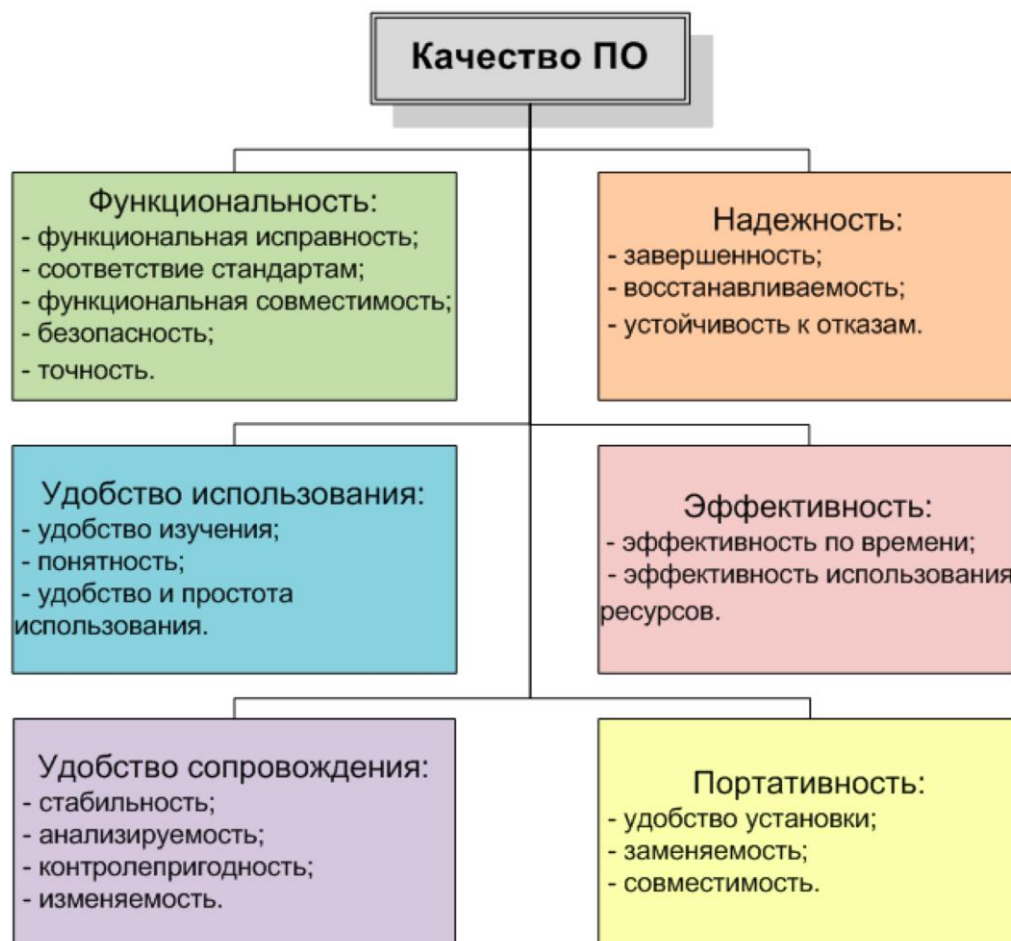 Качество ПО
Функциональность:
- функциональная исправность;
- соответствие стандартам;
- функциональная совместимость;
- безопасность;
- точность.
Надежность:
- завершенность;
- восстанавливаемость;
- устойчивость к отказам.
Удобство использования:
- удобство изучения;
- понятность;
- удобство и простота
использования.
Эффективность:
- эффективность по времени;
- эффективность использования
ресурсов.
Удобство сопровождения:
- стабильность;
- анализируемость;
- контролепригодность;
- изменяемость.
Портативность:
- удобство установки;
- заменяемость;
- совместимость.